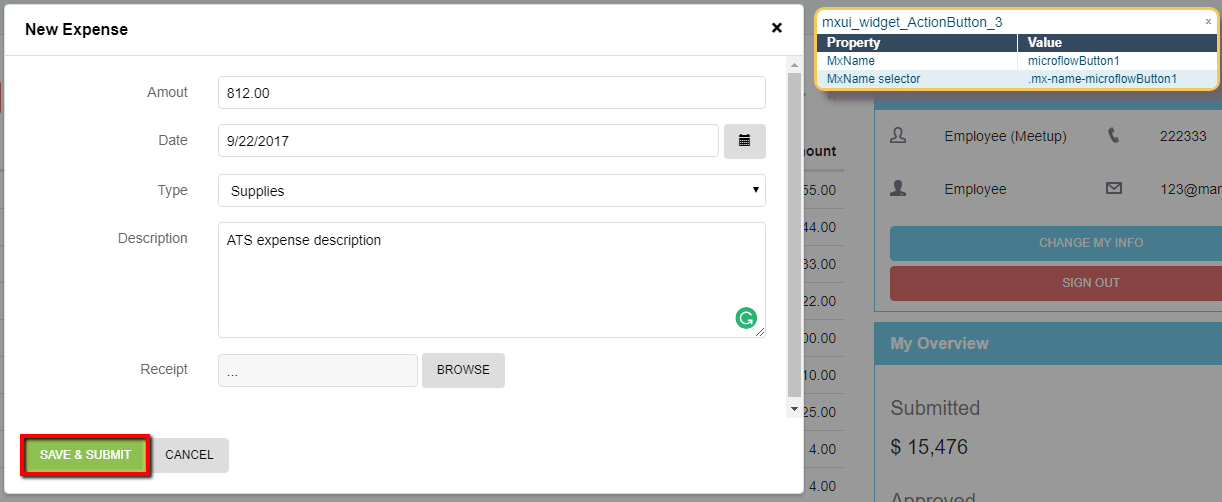 New Expense ×
Amout 812.00
Date 9/22/2017
Type Supplies
Description ATS expense description
Receipt ... BROWSE
SAVE & SUBMIT CANCEL
mxui_widget_ActionButton_3 ×
Property Value
MxName microflowButton1
MxName selector .mx-name-microflowButton1
ount
55.00
44.00
33.00
22.00
00.00
10.00
25.00
4.00
4.00
Employee (Meetup) 222333
Employee 123@mar
CHANGE MY INFO
SIGN OUT
My Overview
Submitted
$ 15,476
Approved